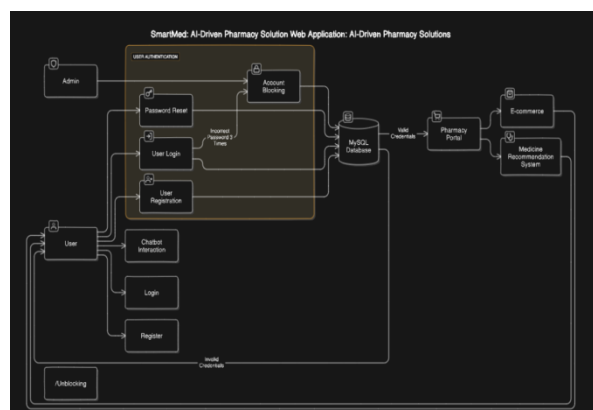 SmartMed: AI-Driven Pharmacy Solution Web Application: AI-Driven Pharmacy Solutions
USER AUTHENTICATION
Admin
Account
Blocking
Password Reset
Incorrect
Password 3
Times
User Login
User
Registration
MySQL
Database
Valid
Credentials
Pharmacy
Portal
E-commerce
Medicine
Recommendation
System
User
Chatbot
Interaction
Login
Register
Invalid
Credentials
/Unblocking